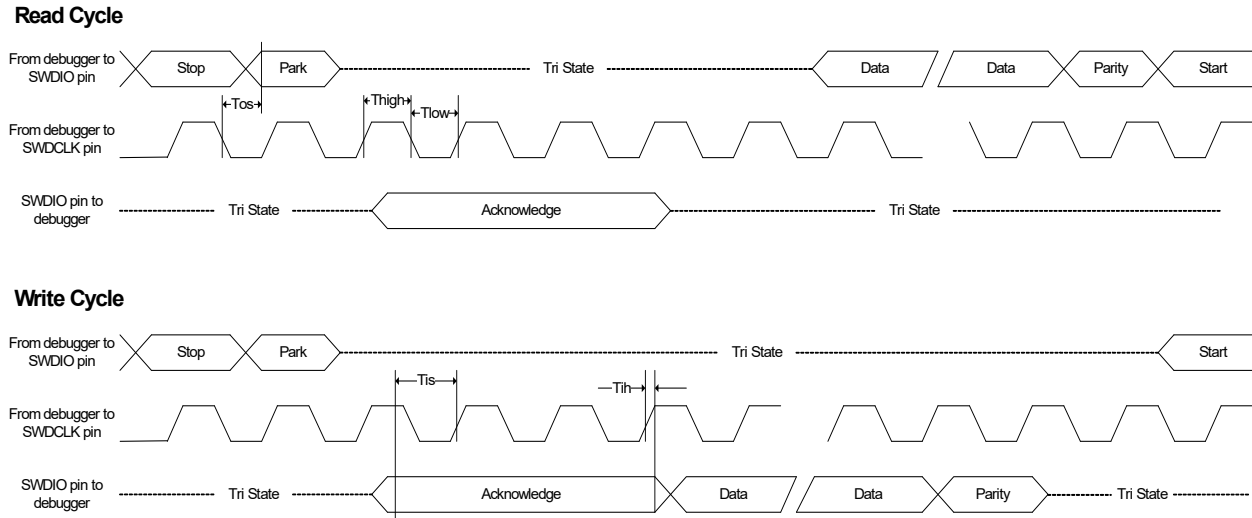 Read Cycle
From debugger to
SWDIO pin
Stop Park Tri State Data Data Parity Start
Tos Thigh Tlow
From debugger to
SWDCLK pin
SWDIO pin to
debugger
Tri State Acknowledge Tri State
Write Cycle
From debugger to
SWDIO pin
Stop Park Tri State Start
Tis Tih
From debugger to
SWDCLK pin
SWDIO pin to
debugger
Tri State Acknowledge Data Data Parity Tri State